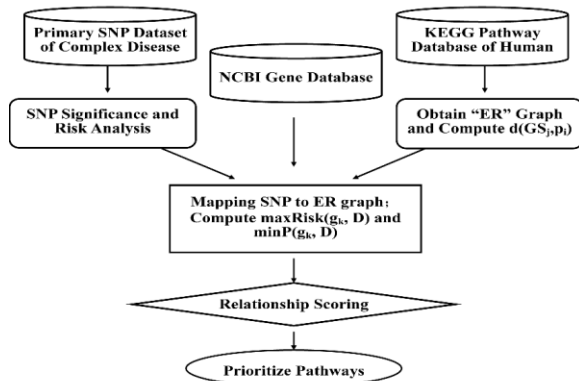 Primary SNP Dataset
of Complex Disease
KEGG Pathway
Database of Human
NCBI Gene Database
SNP Significance and
Risk Analysis
Obtain “ER” Graph
and Compute d(GSⱼ,pᵢ)
Mapping SNP to ER graph;
Compute maxRisk(gₖ, D) and
minP(gₖ, D)
Relationship Scoring
Prioritize Pathways